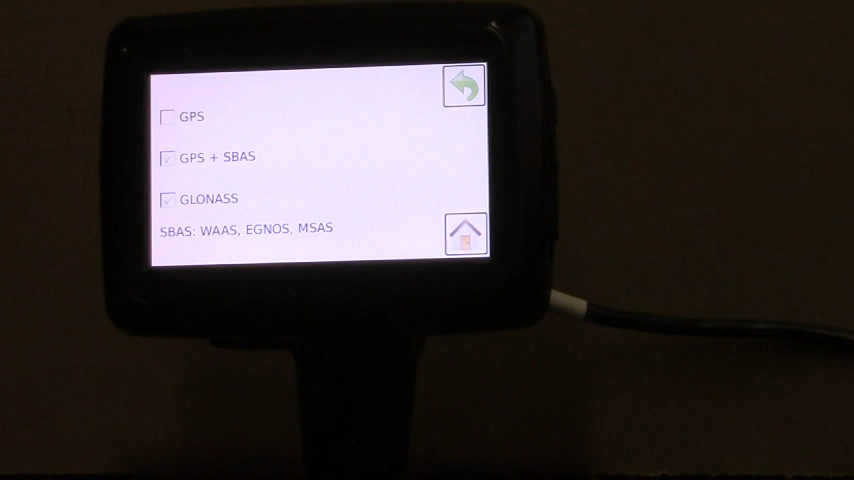 GPS
GPS + SBAS
GLONASS
SBAS: WAAS, EGNOS, MSAS